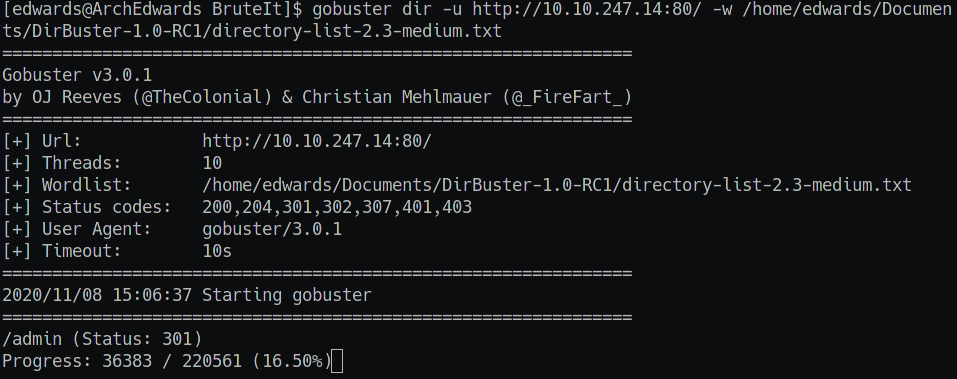 [edwards@ArchEdwards BruteIt]$ gobuster dir -u http://10.10.247.14:80/ -w /home/edwards/Documen
ts/DirBuster-1.0-RC1/directory-list-2.3-medium.txt
===============================================================
Gobuster v3.0.1
by OJ Reeves (@TheColonial) & Christian Mehlmauer (@_FireFart_)
===============================================================
[+] Url:            http://10.10.247.14:80/
[+] Threads:        10
[+] Wordlist:       /home/edwards/Documents/DirBuster-1.0-RC1/directory-list-2.3-medium.txt
[+] Status codes:   200,204,301,302,307,401,403
[+] User Agent:     gobuster/3.0.1
[+] Timeout:        10s
===============================================================
2020/11/08 15:06:37 Starting gobuster
===============================================================
/admin (Status: 301)
Progress: 36383 / 220561 (16.50%)